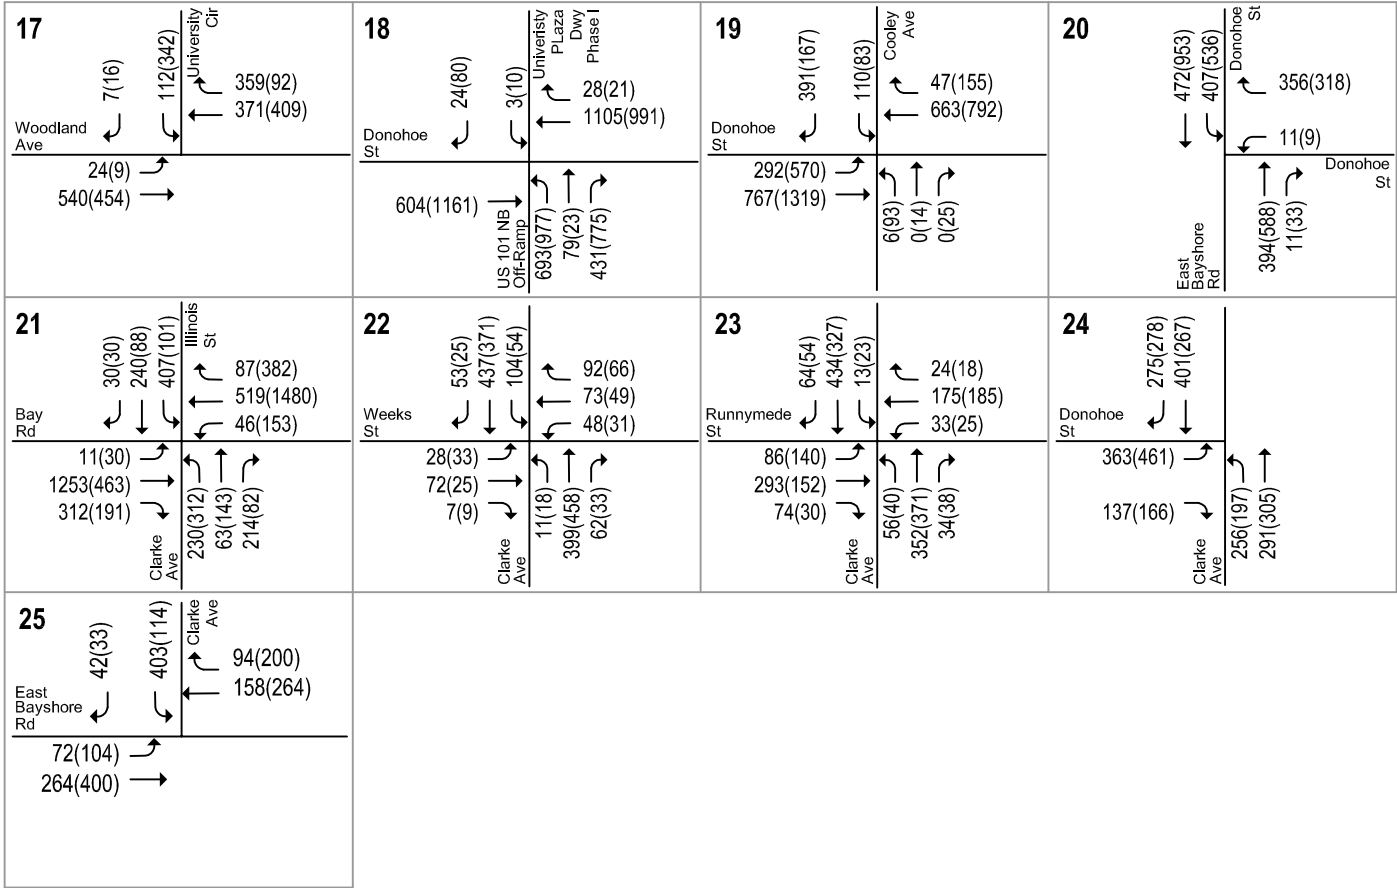 17
7(16)
112(342)
University
Cir
359(92)
371(409)
Woodland
Ave
24(9)
540(454)
18
24(80)
3(10)
Univeristy
PLaza
Dwy
Phase I
28(21)
1105(991)
Donohoe
St
604(1161)
US 101 NB
Off-Ramp
693(977)
79(23)
431(775)
19
391(167)
110(83)
Cooley
Ave
47(155)
663(792)
Donohoe
St
292(570)
767(1319)
6(93)
0(14)
0(25)
20
472(953)
407(536)
Donohoe
St
356(318)
11(9)
Donohoe
St
East
Bayshore
Rd
394(588)
11(33)
21
30(30)
240(88)
407(101)
Illinois
St
87(382)
519(1480)
46(153)
Bay
Rd
11(30)
1253(463)
312(191)
Clarke
Ave
230(312)
63(143)
214(82)
22
53(25)
437(371)
104(54)
92(66)
73(49)
48(31)
Weeks
St
28(33)
72(25)
7(9)
Clarke
Ave
11(18)
399(458)
62(33)
23
64(54)
434(327)
13(23)
24(18)
175(185)
33(25)
Runnymede
St
86(140)
293(152)
74(30)
Clarke
Ave
56(40)
352(371)
34(38)
24
275(278)
401(267)
Donohoe
St
363(461)
137(166)
Clarke
Ave
256(197)
291(305)
25
42(33)
403(114)
Clarke
Ave
94(200)
158(264)
East
Bayshore
Rd
72(104)
264(400)